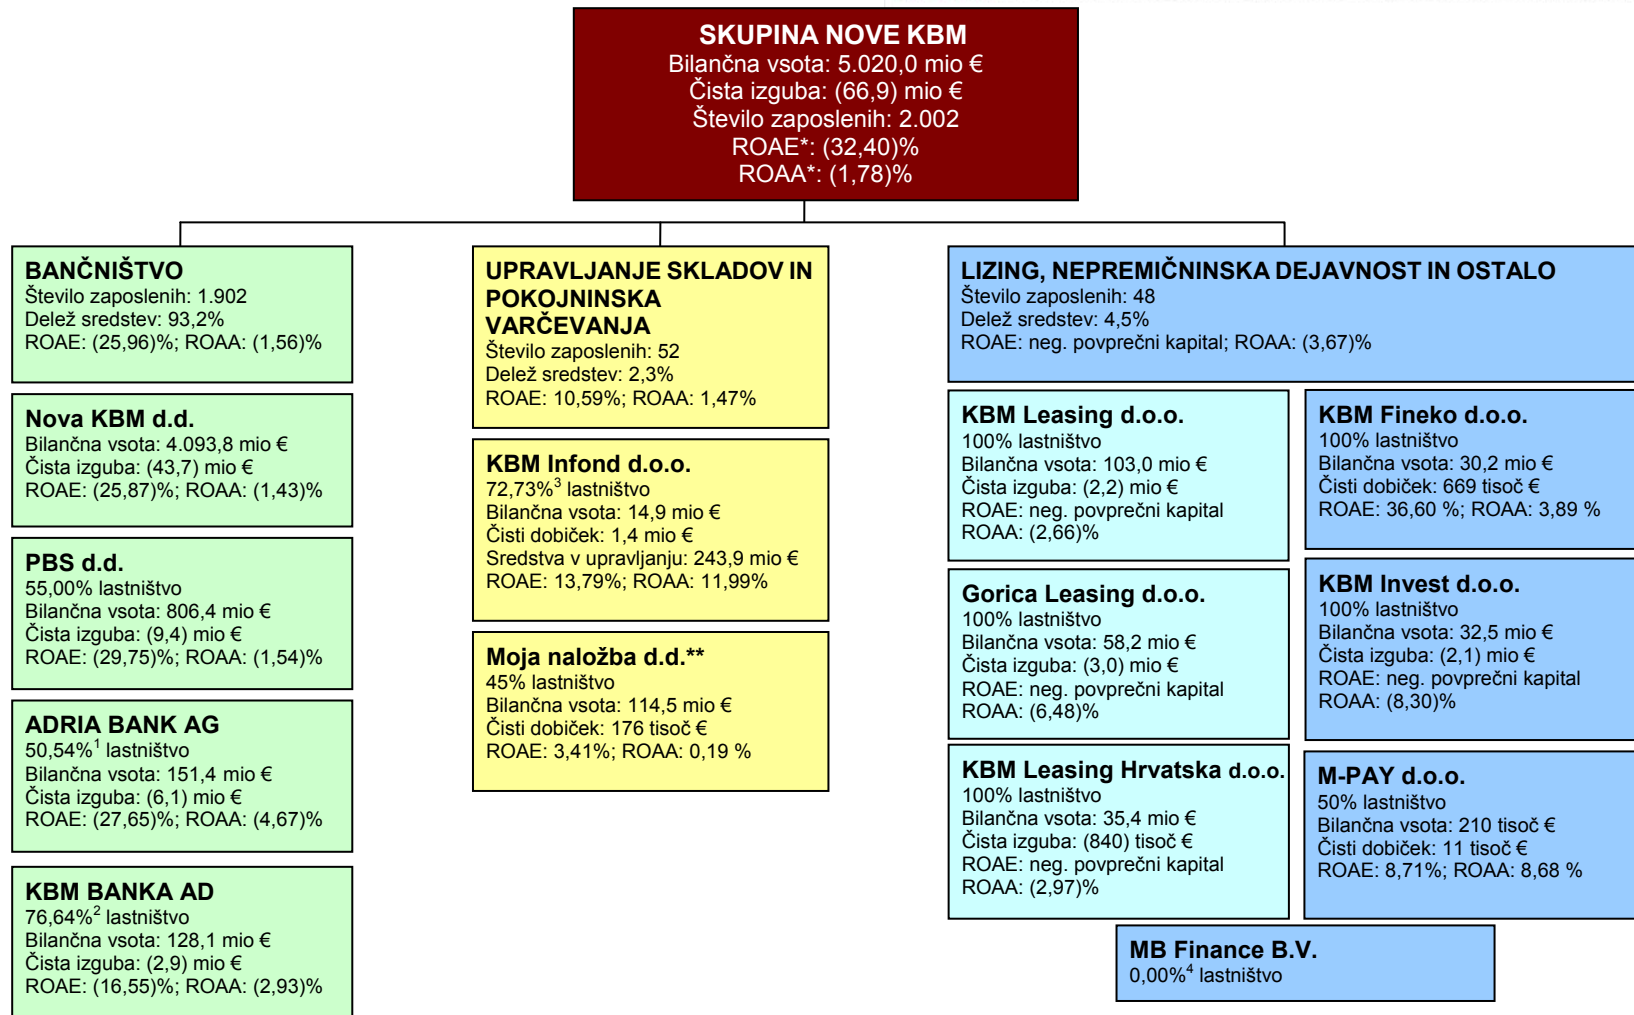 SKUPINA NOVE KBM
Bilančna vsota: 5.020,0 mio €
Čista izguba: (66,9) mio €
Število zaposlenih: 2.002
ROAE*: (32,40)%
ROAA*: (1,78)%
BANČNIŠTVO
Število zaposlenih: 1.902
Delež sredstev: 93,2%
ROAE: (25,96)%; ROAA: (1,56)%
Nova KBM d.d.
Bilančna vsota: 4.093,8 mio €
Čista izguba: (43,7) mio €
ROAE: (25,87)%; ROAA: (1,43)%
PBS d.d.
55,00% lastništvo
Bilančna vsota: 806,4 mio €
Čista izguba: (9,4) mio €
ROAE: (29,75)%; ROAA: (1,54)%
ADRIA BANK AG
50,54%¹ lastništvo
Bilančna vsota: 151,4 mio €
Čista izguba: (6,1) mio €
ROAE: (27,65)%; ROAA: (4,67)%
KBM BANKA AD
76,64%² lastništvo
Bilančna vsota: 128,1 mio €
Čista izguba: (2,9) mio €
ROAE: (16,55)%; ROAA: (2,93)%
UPRAVLJANJE SKLADOV IN
POKOJNINSKA
VARČEVANJA
Število zaposlenih: 52
Delež sredstev: 2,3%
ROAE: 10,59%; ROAA: 1,47%
KBM Infond d.o.o.
72,73%³ lastništvo
Bilančna vsota: 14,9 mio €
Čisti dobiček: 1,4 mio €
Sredstva v upravljanju: 243,9 mio €
ROAE: 13,79%; ROAA: 11,99%
Moja naložba d.d.**
45% lastništvo
Bilančna vsota: 114,5 mio €
Čisti dobiček: 176 tisoč €
ROAE: 3,41%; ROAA: 0,19 %
LIZING, NEPREMIČNINSKA DEJAVNOST IN OSTALO
Število zaposlenih: 48
Delež sredstev: 4,5%
ROAE: neg. povprečni kapital; ROAA: (3,67)%
KBM Leasing d.o.o.
100% lastništvo
Bilančna vsota: 103,0 mio €
Čista izguba: (2,2) mio €
ROAE: neg. povprečni kapital
ROAA: (2,66)%
Gorica Leasing d.o.o.
100% lastništvo
Bilančna vsota: 58,2 mio €
Čista izguba: (3,0) mio €
ROAE: neg. povprečni kapital
ROAA: (6,48)%
KBM Leasing Hrvatska d.o.o.
100% lastništvo
Bilančna vsota: 35,4 mio €
Čista izguba: (840) tisoč €
ROAE: neg. povprečni kapital
ROAA: (2,97)%
KBM Fineko d.o.o.
100% lastništvo
Bilančna vsota: 30,2 mio €
Čisti dobiček: 669 tisoč €
ROAE: 36,60 %; ROAA: 3,89 %
KBM Invest d.o.o.
100% lastništvo
Bilančna vsota: 32,5 mio €
Čista izguba: (2,1) mio €
ROAE: neg. povprečni kapital
ROAA: (8,30)%
M-PAY d.o.o.
50% lastništvo
Bilančna vsota: 210 tisoč €
Čisti dobiček: 11 tisoč €
ROAE: 8,71%; ROAA: 8,68 %
MB Finance B.V.
0,00%⁴ lastništvo